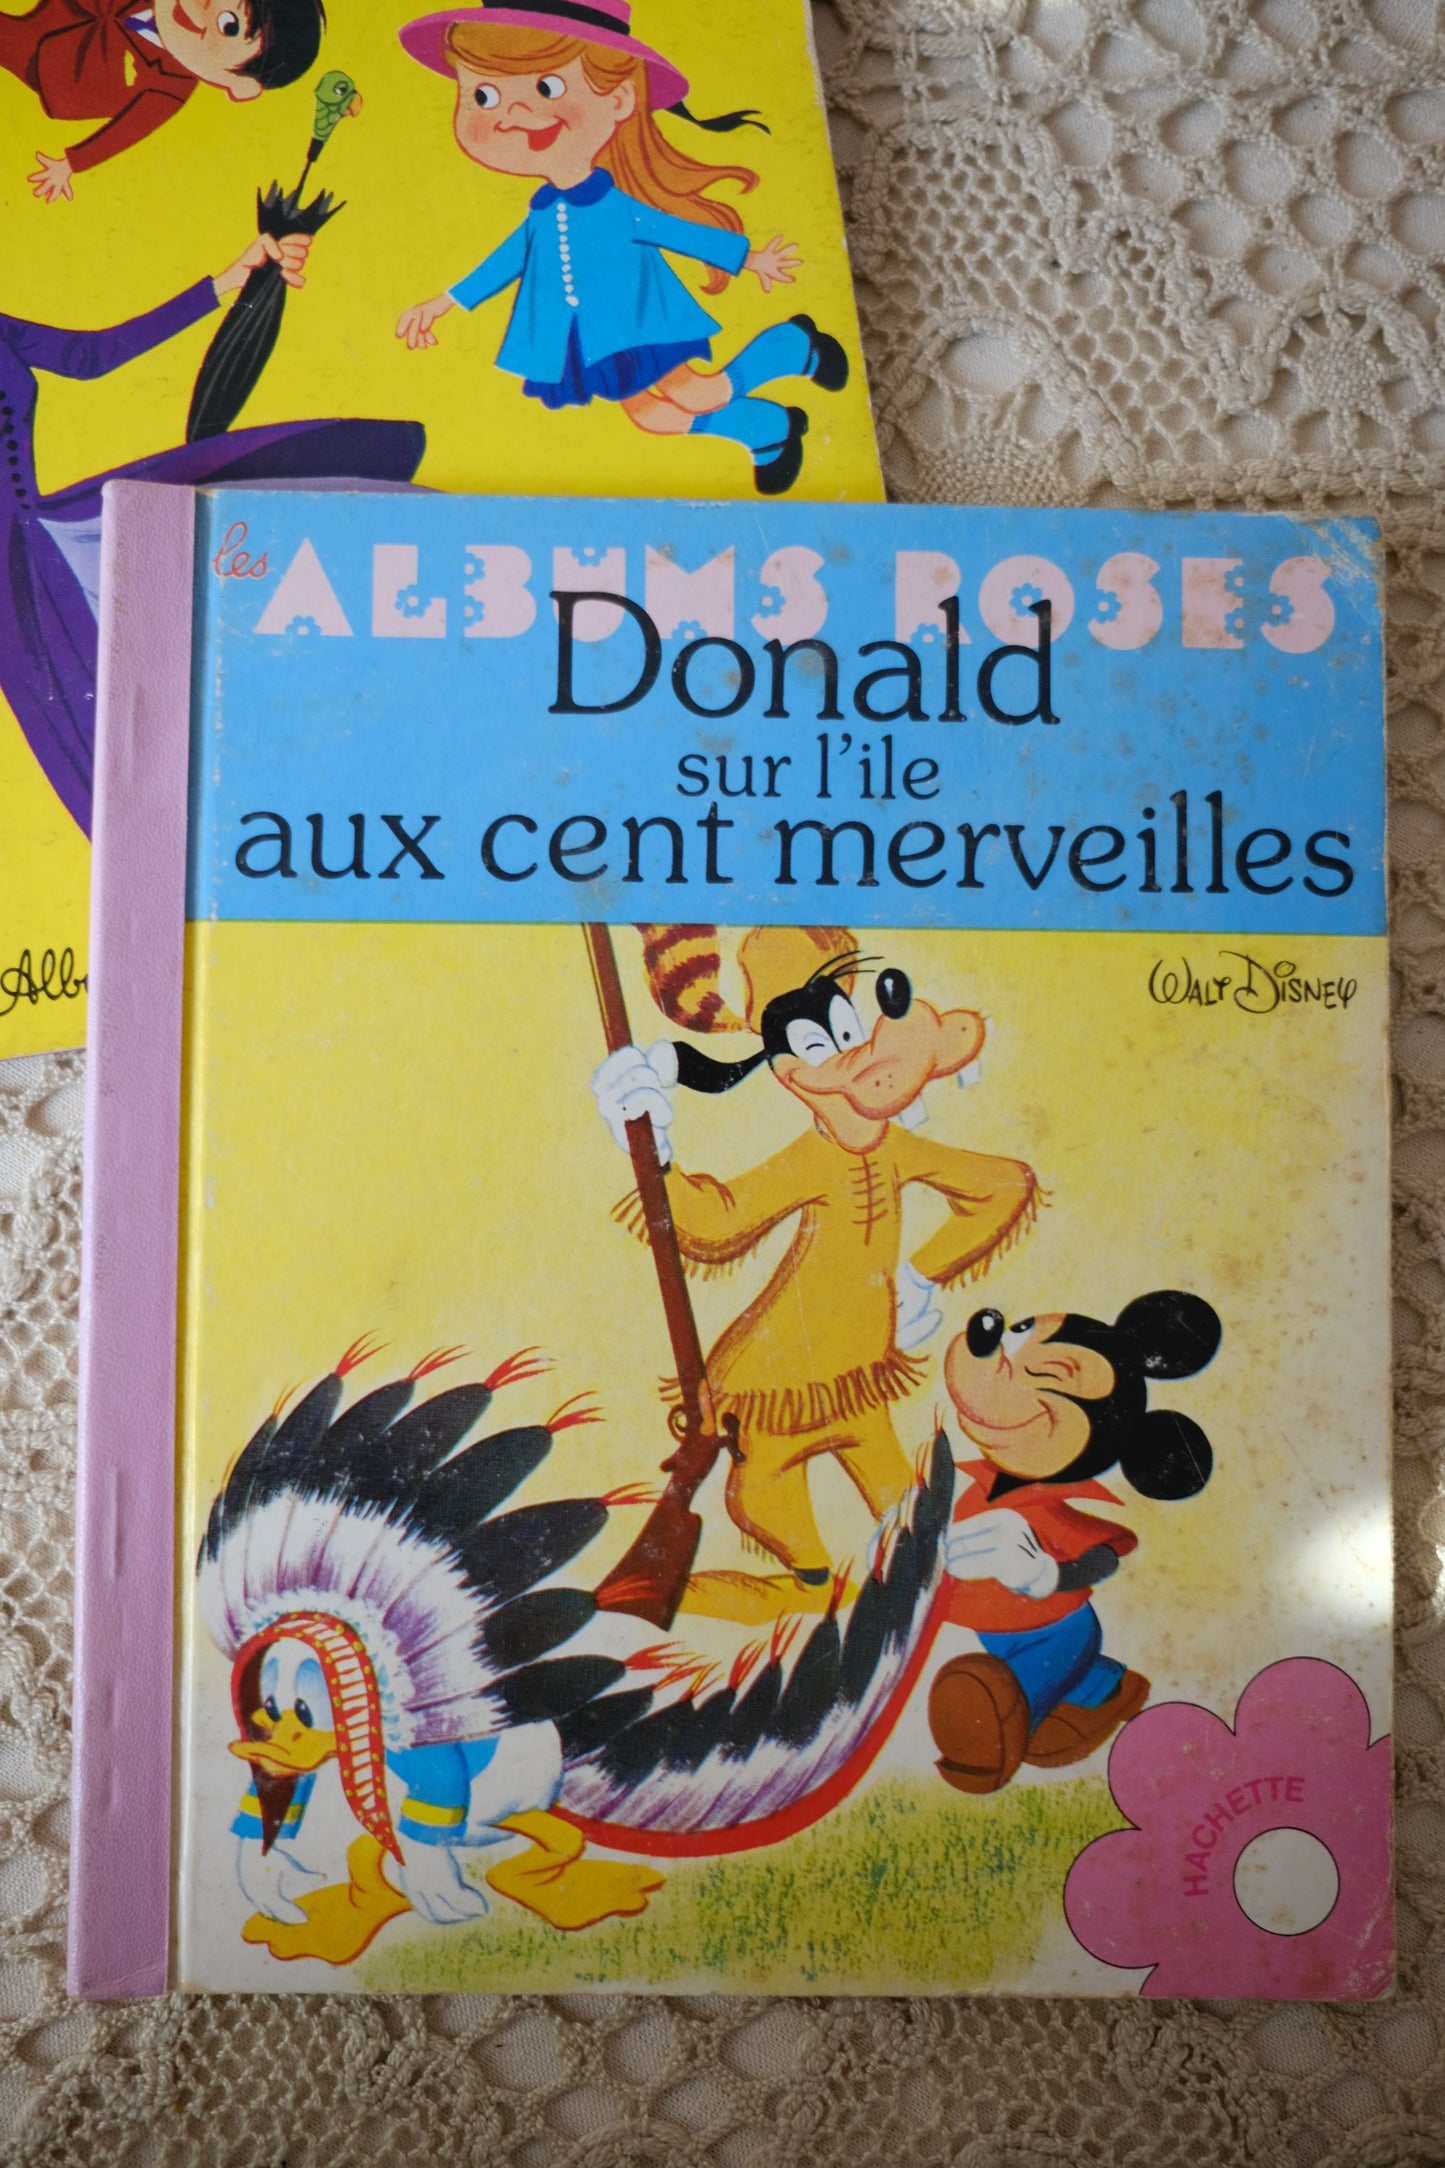 les ALBUMS ROSES
Donald
sur l'ile
aux cent merveilles
WALT DISNEY
HACHETTE